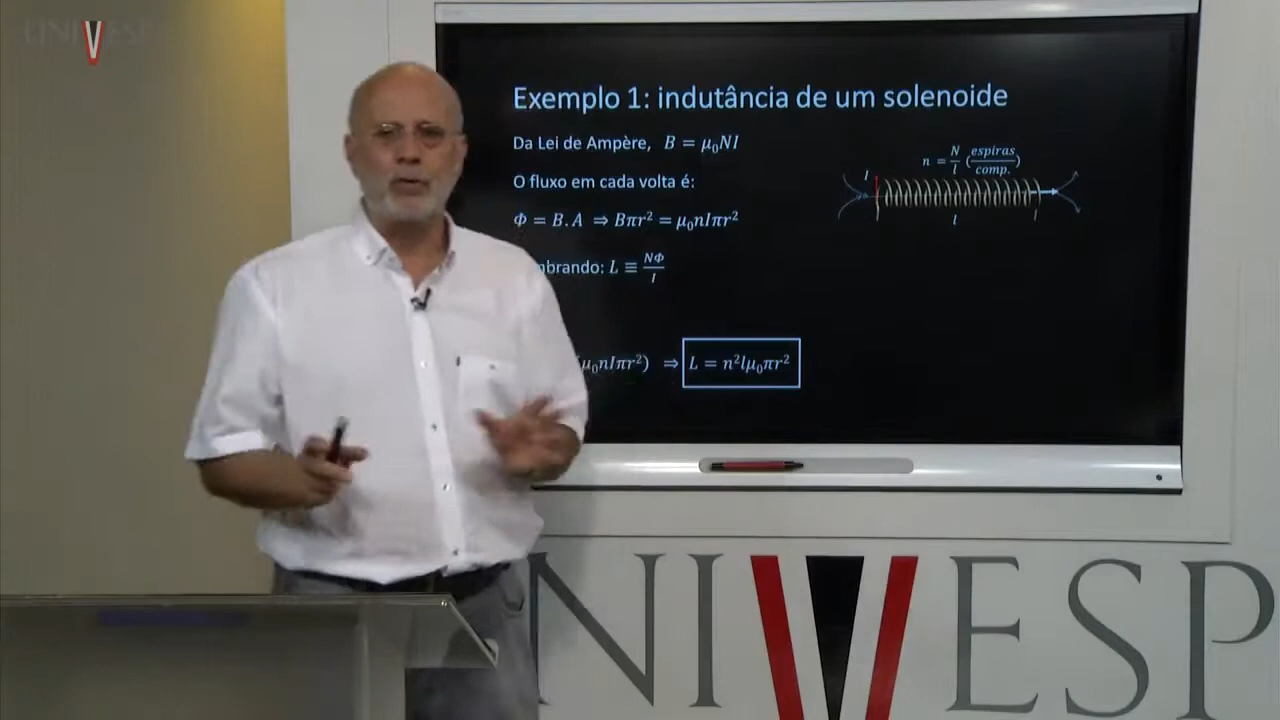 UNIVESP
Exemplo 1: indutância de um solenoide
Da Lei de Ampère, B = μ₀NI
n = N/l (espiras/comp.)
O fluxo em cada volta é:
I
l
Φ = B.A ⇒ Bπr² = μ₀nIπr²
mbrando: L ≡ NΦ/I
μ₀nIπr²) ⇒ L = n²lμ₀πr²
UNIVESP